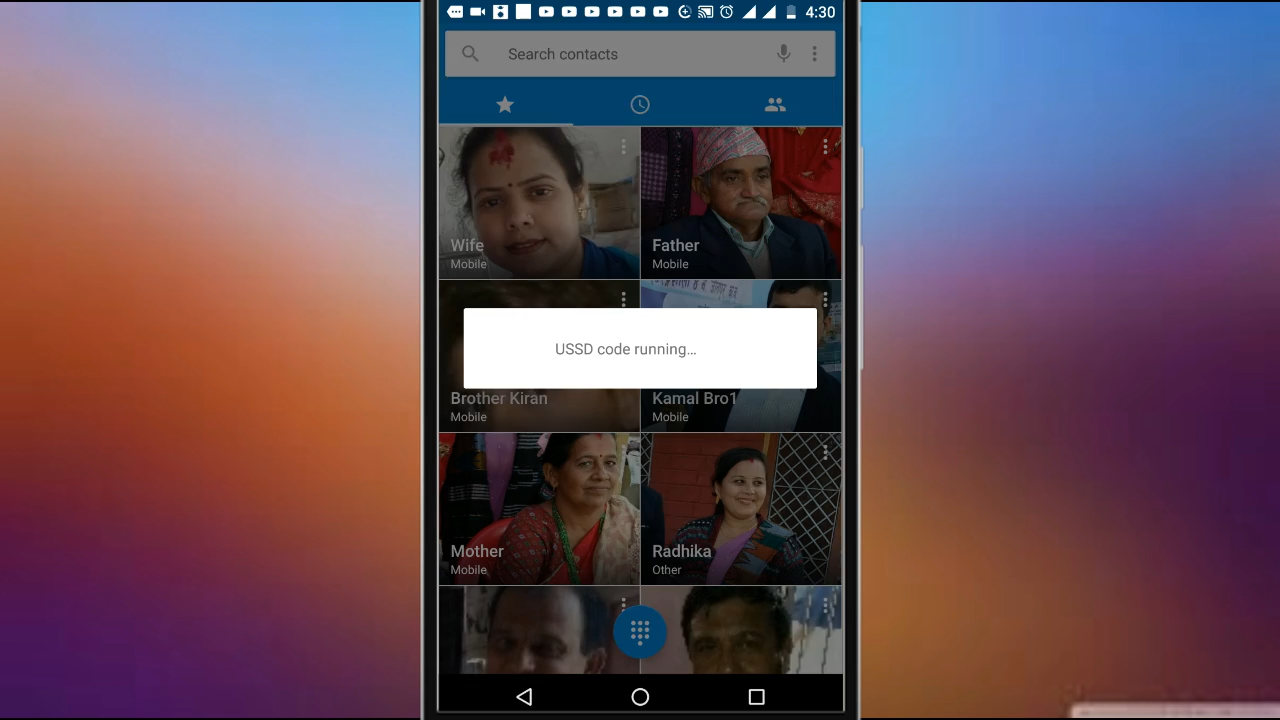 4:30
Search contacts
Wife
Mobile
Father
Mobile
USSD code running...
Brother Kiran
Mobile
Kamal Bro1
Mobile
Mother
Mobile
Radhika
Other